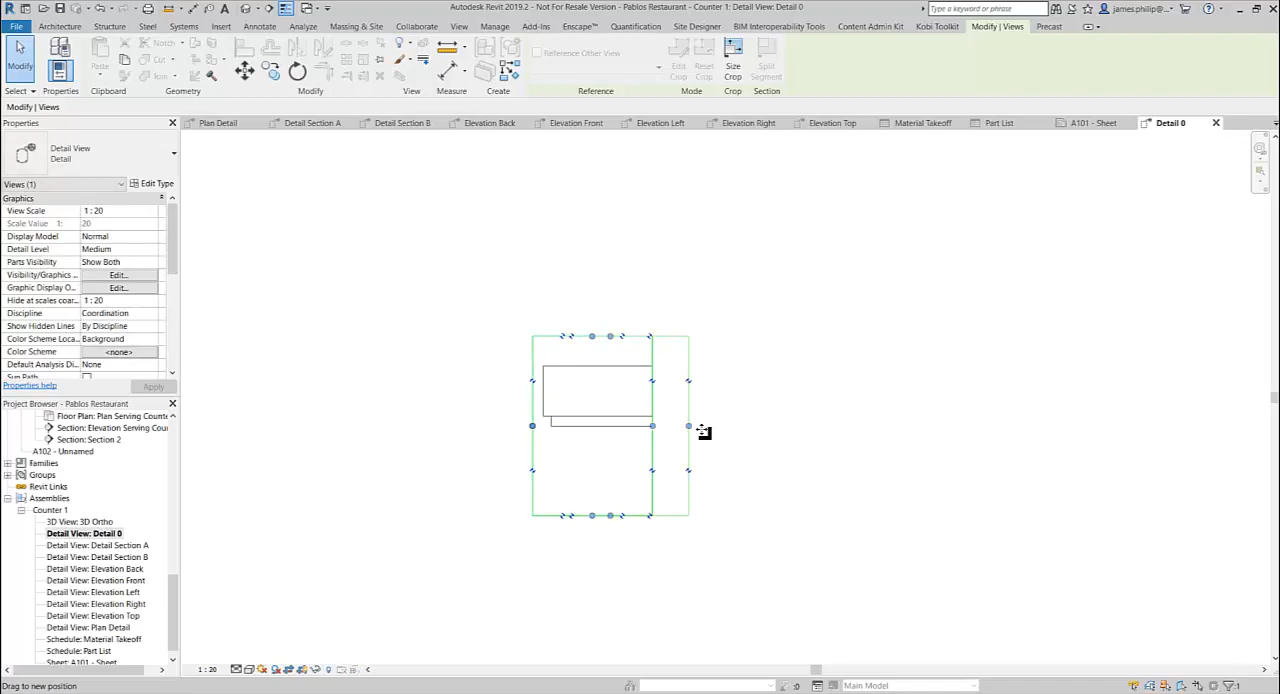 Autodesk Revit 2019.2 - Not For Resale Version - Pablos Restaurant - Counter 1: Detail View: Detail 0
Type a keyword or phrase
james.philip@...
File Architecture Structure Steel Systems Insert Annotate Analyze Massing & Site Collaborate View Manage Add-Ins Enscape™ Quantification Site Designer BIM Interoperability Tools Content Admin Kit Kobi Toolkit Modify | Views Precast
Modify
Paste
Notch
Cut
Join
Reference Other View
Edit Crop
Reset Crop
Size Crop
Split Segment
Select Properties Clipboard Geometry Modify View Measure Create Reference Mode Crop Section
Modify | Views
Properties
Plan Detail Detail Section A Detail Section B Elevation Back Elevation Front Elevation Left Elevation Right Elevation Top Material Takeoff Part List A101 - Sheet Detail 0
Detail View
Detail
Views (1) Edit Type
Graphics
View Scale 1 : 20
Scale Value 1: 20
Display Model Normal
Detail Level Medium
Parts Visibility Show Both
Visibility/Graphics ... Edit...
Graphic Display O... Edit...
Hide at scales coar... 1 : 20
Discipline Coordination
Show Hidden Lines By Discipline
Color Scheme Loca... Background
Color Scheme <none>
Default Analysis Di... None
Sun Path
Properties help Apply
Project Browser - Pablos Restaurant
Floor Plan: Plan Serving Counte
Section: Elevation Serving Cou
Section: Section 2
A102 - Unnamed
Families
Groups
Revit Links
Assemblies
Counter 1
3D View: 3D Ortho
Detail View: Detail 0
Detail View: Detail Section A
Detail View: Detail Section B
Detail View: Elevation Back
Detail View: Elevation Front
Detail View: Elevation Left
Detail View: Elevation Right
Detail View: Elevation Top
Detail View: Plan Detail
Schedule: Material Takeoff
Schedule: Part List
Sheet: A101 - Sheet
1 : 20
Drag to new position
:0
Main Model
:1